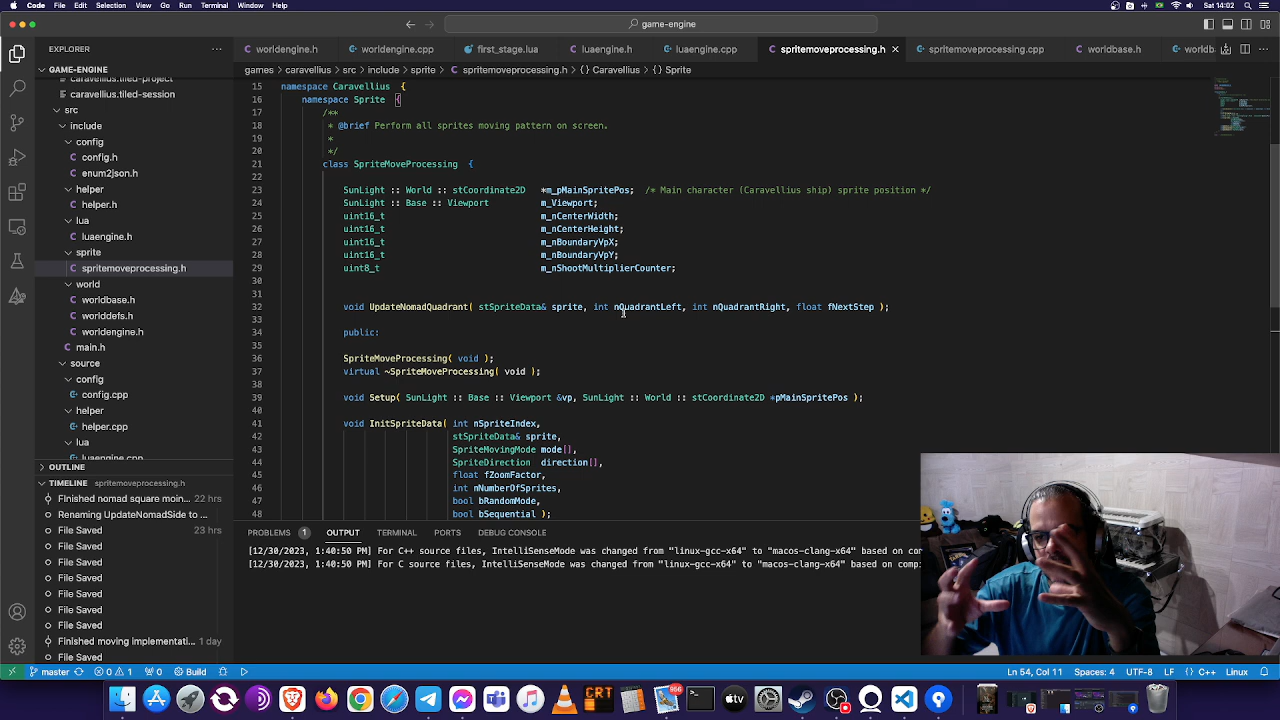 Code File Edit Selection View Go Run Terminal Window Help
Sat 14:02
game-engine
EXPLORER
worldengine.h
worldengine.cpp
first_stage.lua
luaengine.h
luaengine.cpp
spritemoveprocessing.h
spritemoveprocessing.cpp
worldbase.h
worldb
GAME-ENGINE
games > caravellius > src > include > sprite > spritemoveprocessing.h > Caravellius > Sprite
caravellius.tiled-project
caravellius.tiled-session
src
include
config
config.h
enum2json.h
helper
helper.h
lua
luaengine.h
sprite
spritemoveprocessing.h
world
worldbase.h
worlddefs.h
worldengine.h
main.h
source
config
config.cpp
helper
helper.cpp
lua
luaengine.cpp
OUTLINE
TIMELINE spritemoveprocessing.h
Finished nomad square moin... 22 hrs
Renaming UpdateNomadSide to ...
File Saved 23 hrs
File Saved
File Saved
File Saved
File Saved
File Saved
File Saved
Finished moving implementati... 1 day
File Saved
15 namespace Caravellius {
16 namespace Sprite {
17 /**
18 * @brief Perform all sprites moving pattern on screen.
19 *
20 */
21 class SpriteMoveProcessing {
22
23 SunLight :: World :: stCoordinate2D *m_pMainSpritePos; /* Main character (Caravellius ship) sprite position */
24 SunLight :: Base :: Viewport m_Viewport;
25 uint16_t m_nCenterWidth;
26 uint16_t m_nCenterHeight;
27 uint16_t m_nBoundaryVpX;
28 uint16_t m_nBoundaryVpY;
29 uint8_t m_nShootMultiplierCounter;
30
31
32 void UpdateNomadQuadrant( stSpriteData& sprite, int nQuadrantLeft, int nQuadrantRight, float fNextStep );
33
34 public:
35
36 SpriteMoveProcessing( void );
37 virtual ~SpriteMoveProcessing( void );
38
39 void Setup( SunLight :: Base :: Viewport &vp, SunLight :: World :: stCoordinate2D *pMainSpritePos );
40
41 void InitSpriteData( int nSpriteIndex,
42 stSpriteData& sprite,
43 SpriteMovingMode mode[],
44 SpriteDirection direction[],
45 float fZoomFactor,
46 int nNumberOfSprites,
47 bool bRandomMode,
48 bool bSequential );
PROBLEMS 1 OUTPUT TERMINAL PORTS DEBUG CONSOLE
[12/30/2023, 1:40:50 PM] For C++ source files, IntelliSenseMode was changed from "linux-gcc-x64" to "macos-clang-x64" based on co
[12/30/2023, 1:40:50 PM] For C source files, IntelliSenseMode was changed from "linux-gcc-x64" to "macos-clang-x64" based on compi
master 0 1 0 Build
Ln 54, Col 11 Spaces: 4 UTF-8 LF {} C++ Linux
CRT
956